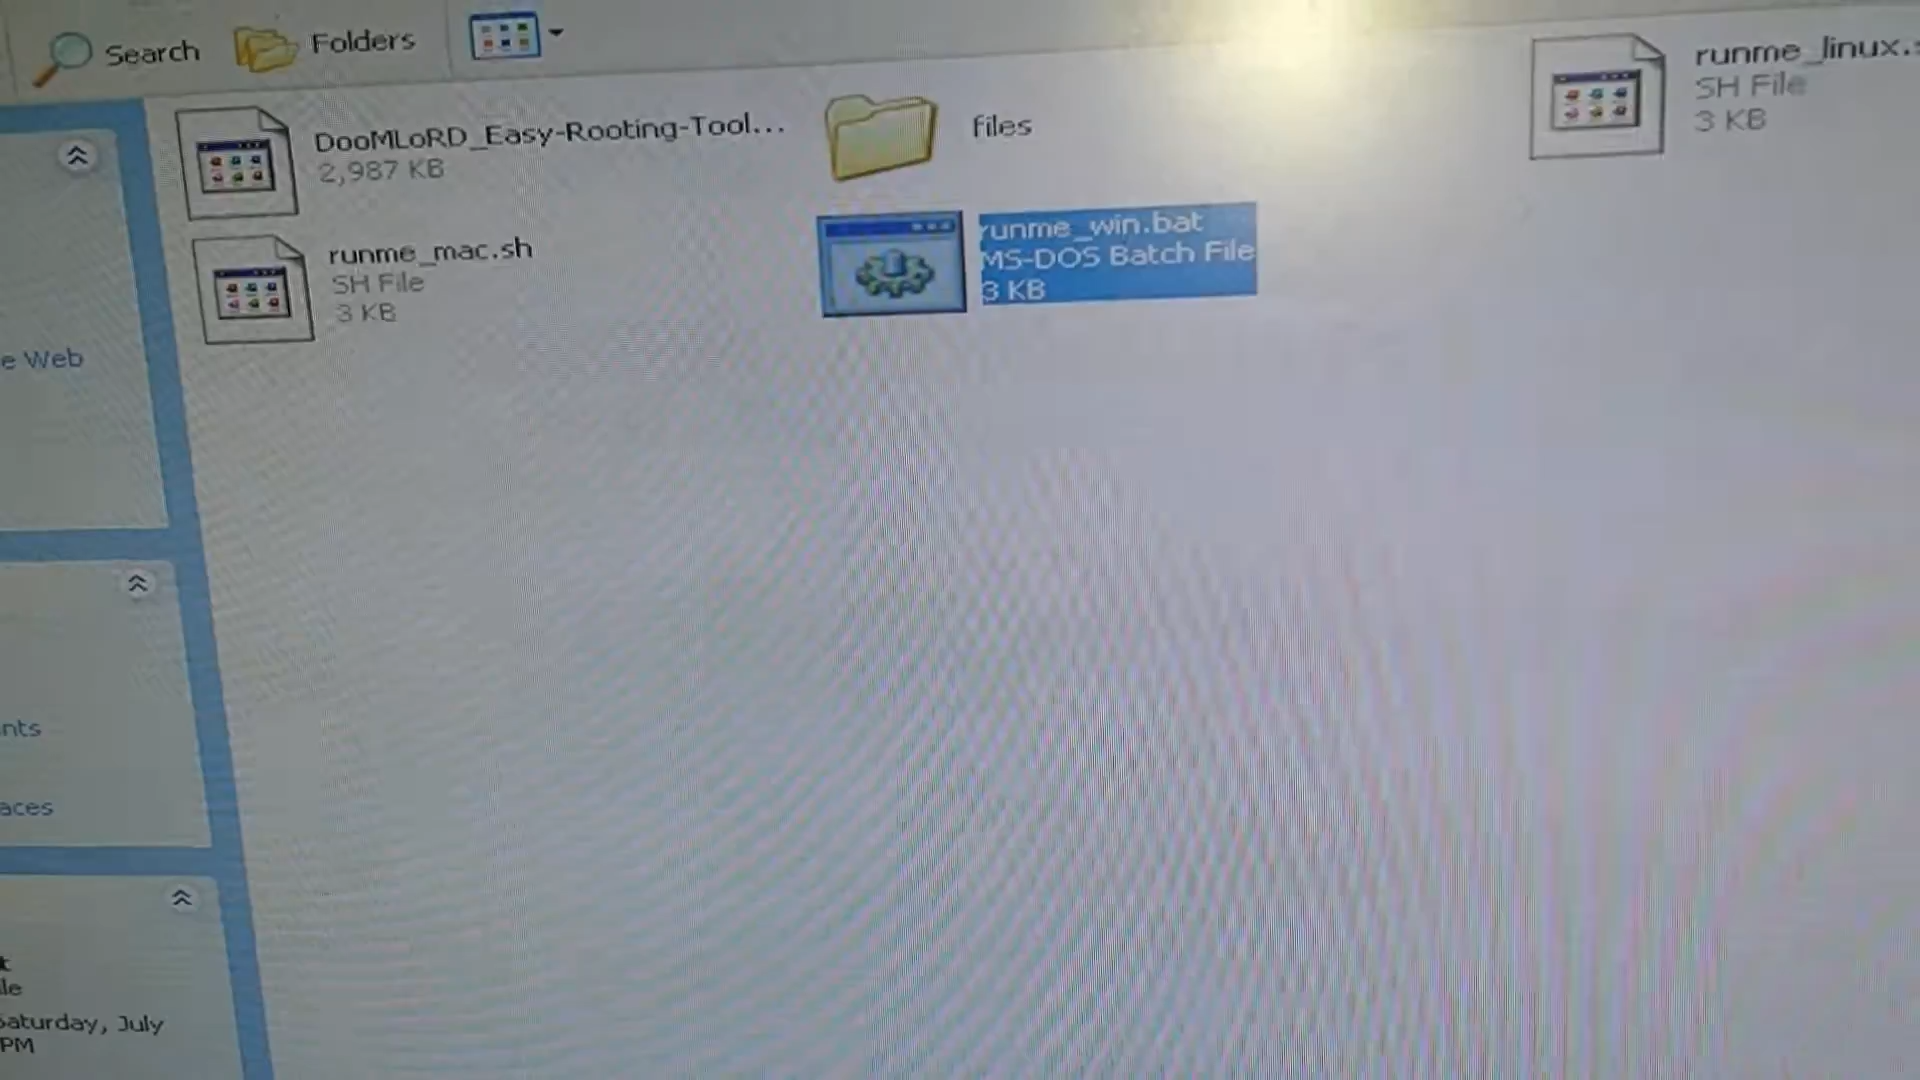 Search
Folders
DooMLoRD_Easy-Rooting-Tool...
2,987 KB
files
runme_linux.s
SH File
3 KB
runme_mac.sh
SH File
3 KB
runme_win.bat
MS-DOS Batch File
3 KB
e Web
nts
aces
t
le
Saturday, July
PM